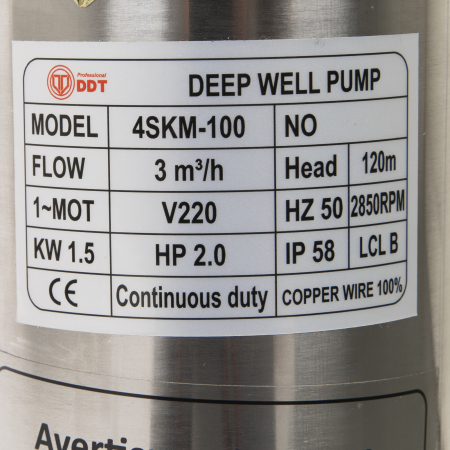 Professional
DDT
DEEP WELL PUMP
MODEL 4SKM-100 NO
FLOW 3 m³/h Head 120m
1~MOT V220 HZ 50 2850RPM
KW 1.5 HP 2.0 IP 58 LCL B
CE Continuous duty COPPER WIRE 100%